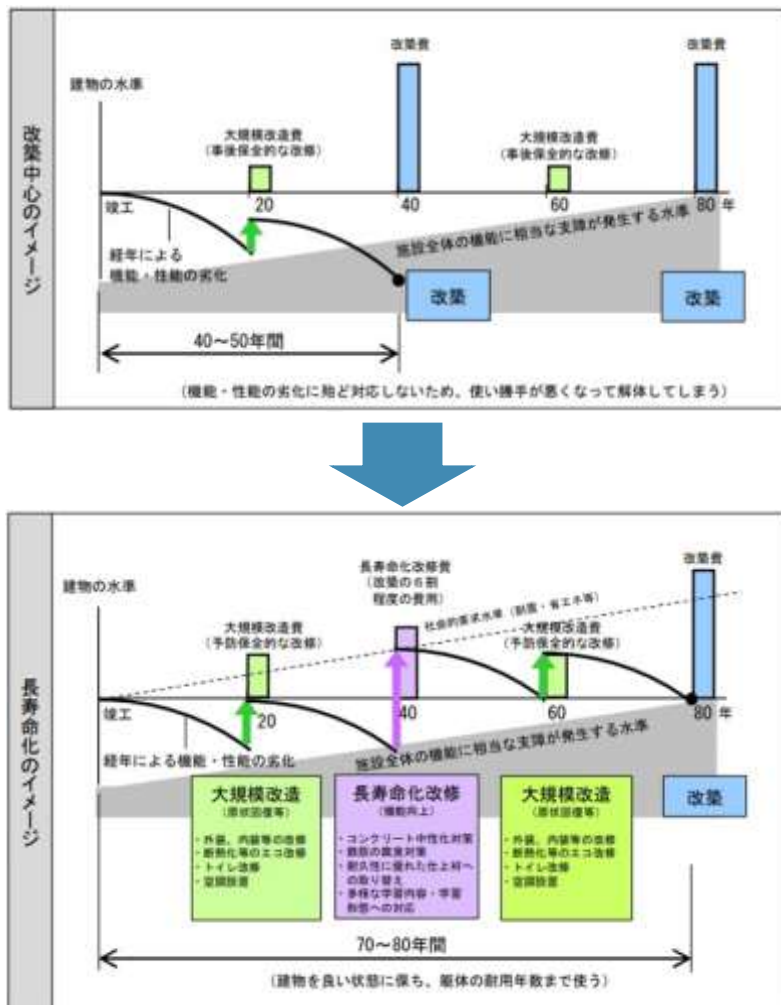 改築中心のイメージ
建物の水準
改築費
改築費
大規模改造費
（事後保全的な改修）
大規模改造費
（事後保全的な改修）
竣工
20
40
60
80 年
経年による
機能・性能の劣化
施設全体の機能に相当な支障が発生する水準
改築
改築
40～50年間
（機能・性能の劣化に殆ど対応しないため、使い勝手が悪くなって解体してしまう）
長寿命化のイメージ
建物の水準
長寿命化改修費
（改築の６割
程度の費用）
改築費
社会的要求水準（耐震・省エネ等）
大規模改造費
（予防保全的な改修）
大規模改造費
（予防保全的な改修）
竣工
20
40
60
80 年
経年による機能・性能の劣化
施設全体の機能に相当な支障が発生する水準
大規模改造
（原状回復等）
・外装、内装等の改修
・断熱化等のエコ改修
・トイレ改修
・空調設置
長寿命化改修
（機能向上）
・コンクリート中性化対策
・鉄筋の腐食対策
・耐久性に優れた仕上材へ
の取り替え
・多様な学習内容・学習
形態への対応
大規模改造
（原状回復等）
・外装、内装等の改修
・断熱化等のエコ改修
・トイレ改修
・空調設置
改築
70～80年間
（建物を良い状態に保ち、躯体の耐用年数まで使う）